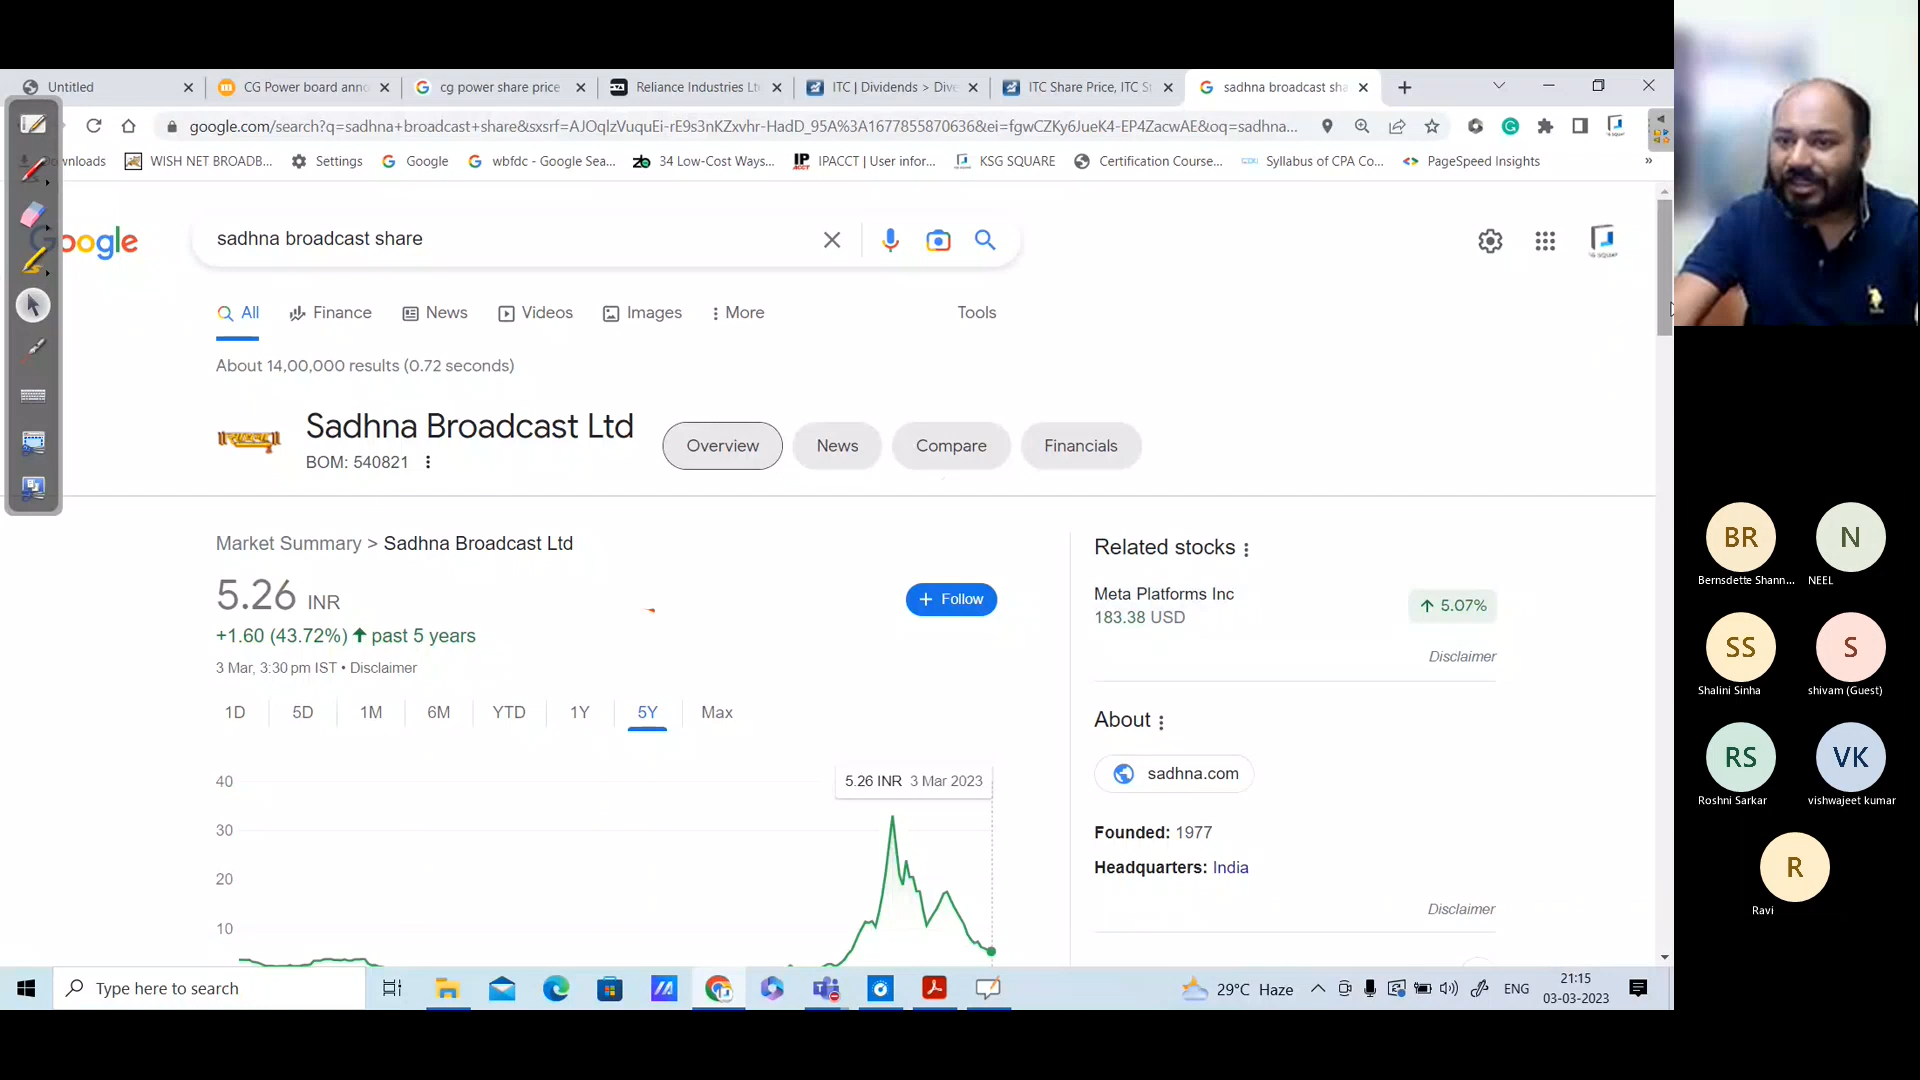 Untitled
CG Power board anno
cg power share price
Reliance Industries Lt
ITC | Dividends > Dive
ITC Share Price, ITC S
sadhna broadcast sha
google.com/search?q=sadhna+broadcast+share&sxsrf=AJOqlzVuquEi-rE9s3nKZxvhr-HadD_95A%3A1677855870636&ei=fgwCZKy6JueK4-EP4ZacwAE&oq=sadhna...
ownloads
WISH NET BROADB...
Settings
Google
wbfdc - Google Sea...
34 Low-Cost Ways...
IPACCT | User infor...
KSG SQUARE
Certification Course...
Syllabus of CPA Co...
PageSpeed Insights
»
Google
sadhna broadcast share
All
Finance
News
Videos
Images
More
Tools
About 14,00,000 results (0.72 seconds)
Sadhna Broadcast Ltd
BOM: 540821
Overview
News
Compare
Financials
Market Summary > Sadhna Broadcast Ltd
5.26 INR
+ Follow
+1.60 (43.72%) past 5 years
3 Mar, 3:30 pm IST • Disclaimer
1D
5D
1M
6M
YTD
1Y
5Y
Max
5.26 INR 3 Mar 2023
40
30
20
10
Related stocks
Meta Platforms Inc
183.38 USD
5.07%
Disclaimer
About
sadhna.com
Founded: 1977
Headquarters: India
Disclaimer
BR
Bernsdette Shann...
N
NEEL
SS
Shalini Sinha
S
shivam (Guest)
RS
Roshni Sarkar
VK
vishwajeet kumar
R
Ravi
Type here to search
29°C Haze
ENG
21:15
03-03-2023